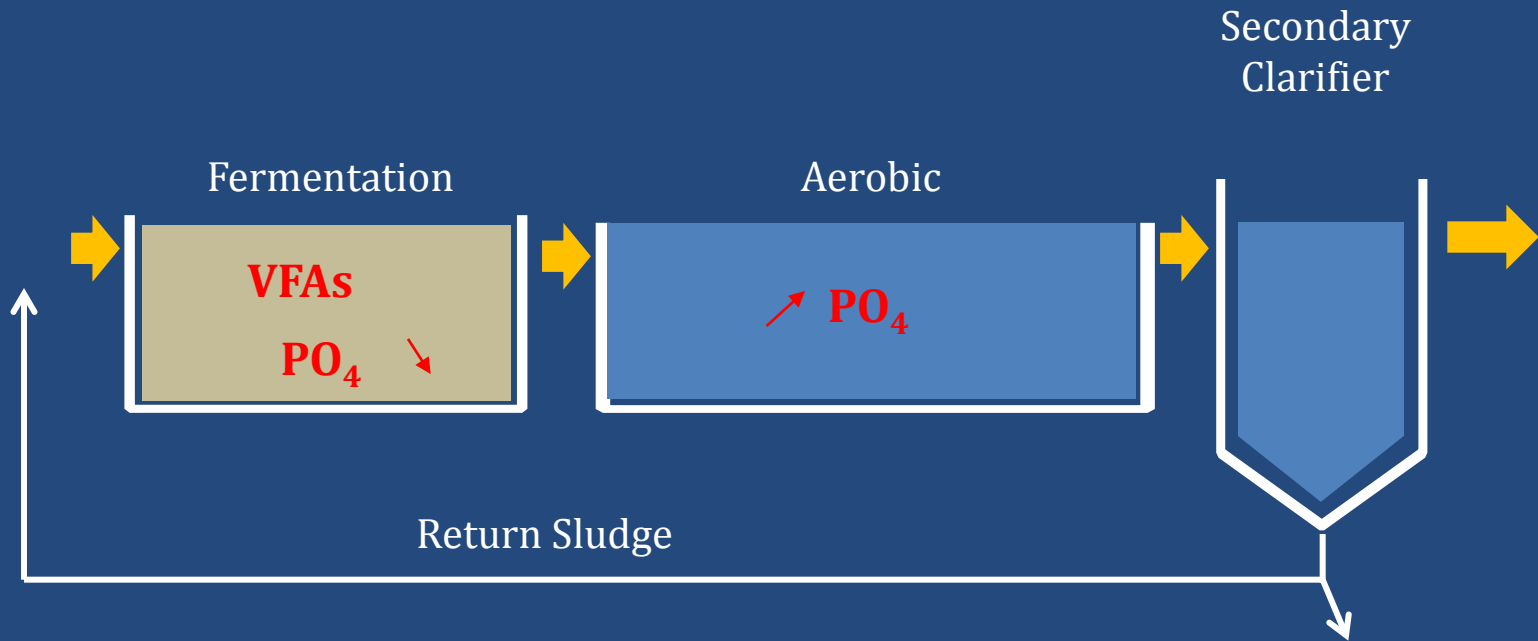 Secondary
Clarifier
Fermentation
Aerobic
VFAs
PO₄
PO₄
Return Sludge